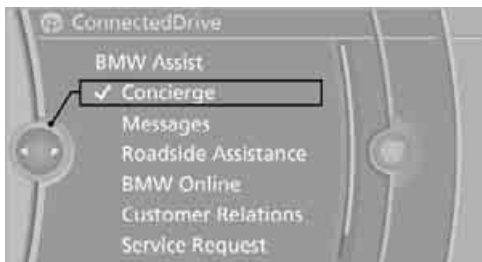 ConnectedDrive
BMW Assist
✓ Concierge
Messages
Roadside Assistance
BMW Online
Customer Relations
Service Request